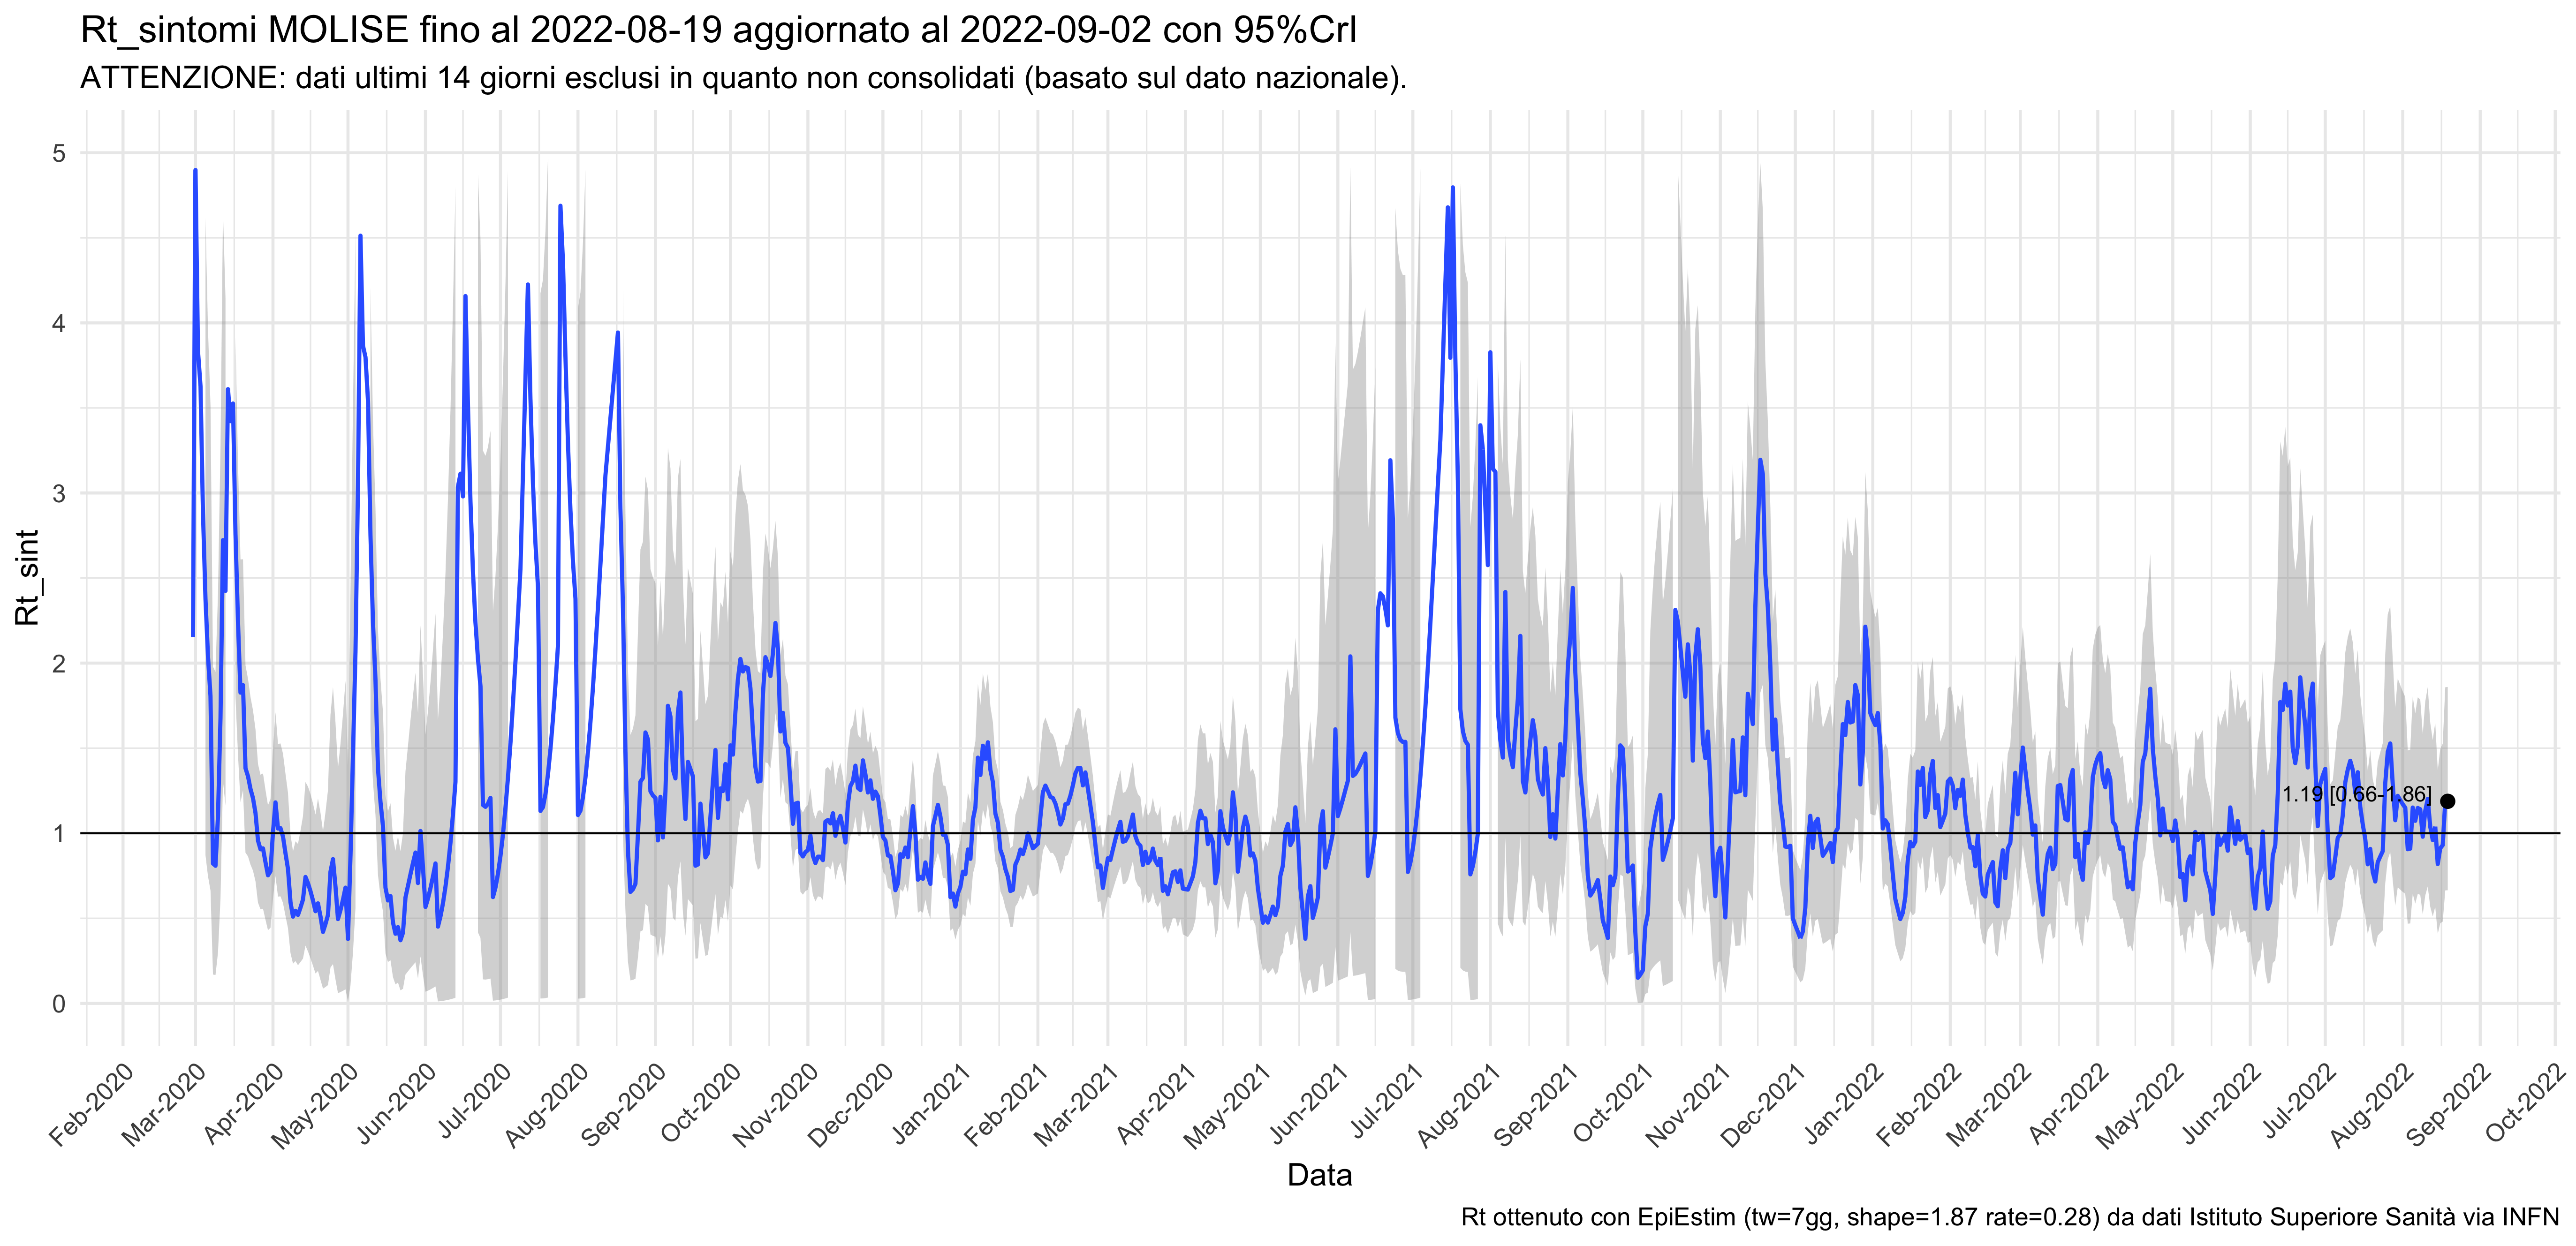 Rt_sintomi MOLISE fino al 2022-08-19 aggiornato al 2022-09-02 con 95%CrI
ATTENZIONE: dati ultimi 14 giorni esclusi in quanto non consolidati (basato sul dato nazionale).
5
4
3
2
1
0
Rt_sint
1.19 [0.66-1.86]
Feb-2020
Mar-2020
Apr-2020
May-2020
Jun-2020
Jul-2020
Aug-2020
Sep-2020
Oct-2020
Nov-2020
Dec-2020
Jan-2021
Feb-2021
Mar-2021
Apr-2021
May-2021
Jun-2021
Jul-2021
Aug-2021
Sep-2021
Oct-2021
Nov-2021
Dec-2021
Jan-2022
Feb-2022
Mar-2022
Apr-2022
May-2022
Jun-2022
Jul-2022
Aug-2022
Sep-2022
Oct-2022
Data
Rt ottenuto con EpiEstim (tw=7gg, shape=1.87 rate=0.28) da dati Istituto Superiore Sanità via INFN